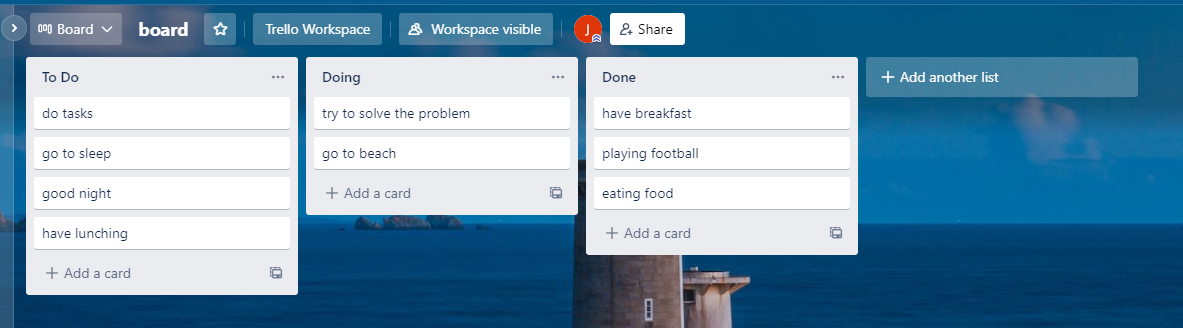 Board
board
Trello Workspace
Workspace visible
J
Share
To Do
do tasks
go to sleep
good night
have lunching
+ Add a card
Doing
try to solve the problem
go to beach
+ Add a card
Done
have breakfast
playing football
eating food
+ Add a card
+ Add another list